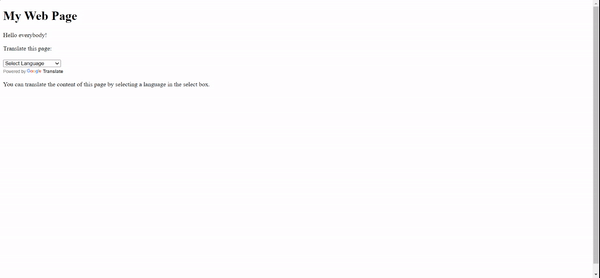 My Web Page
Hello everybody!
Translate this page:
Select Language
Powered by Google Translate
You can translate the content of this page by selecting a language in the select box.